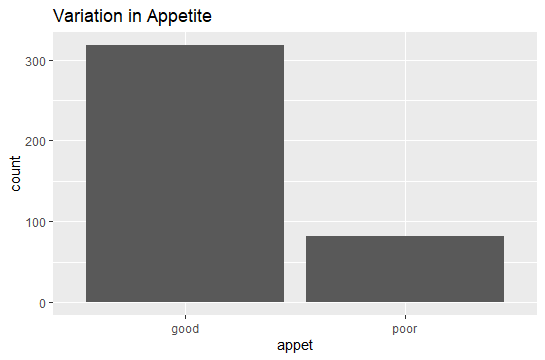 Variation in Appetite
300
200
100
0
count
good poor
appet